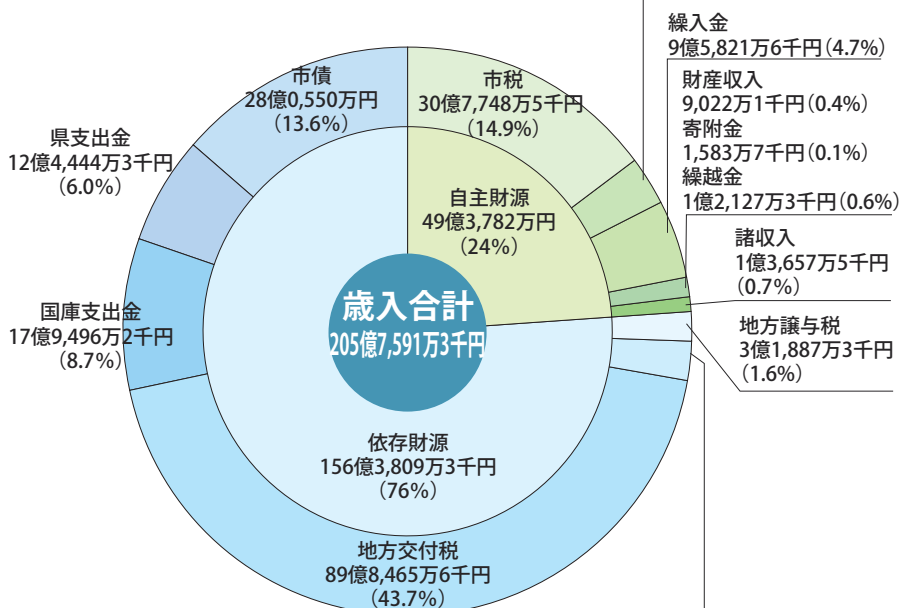 繰入金
9億5,821万6千円(4.7%)
財産収入
9,022万1千円(0.4%)
寄附金
1,583万7千円(0.1%)
繰越金
1億2,127万3千円(0.6%)
諸収入
1億3,657万5千円
(0.7%)
地方譲与税
3億1,887万3千円
(1.6%)
市税
30億7,748万5千円
(14.9%)
市債
28億0,550万円
(13.6%)
県支出金
12億4,444万3千円
(6.0%)
国庫支出金
17億9,496万2千円
(8.7%)
自主財源
49億3,782万円
(24%)
歳入合計
205億7,591万3千円
依存財源
156億3,809万3千円
(76%)
地方交付税
89億8,465万6千円
(43.7%)